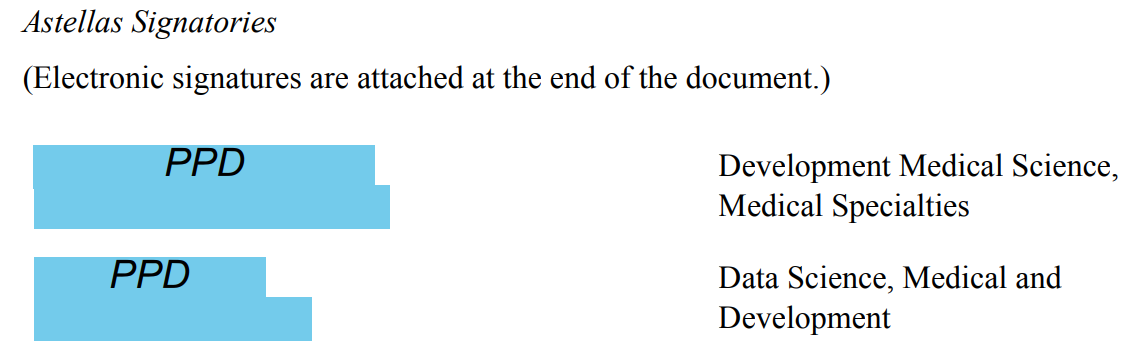 Astellas Signatories
(Electronic signatures are attached at the end of the document.)
PPD
Development Medical Science,
Medical Specialties
PPD
Data Science, Medical and
Development